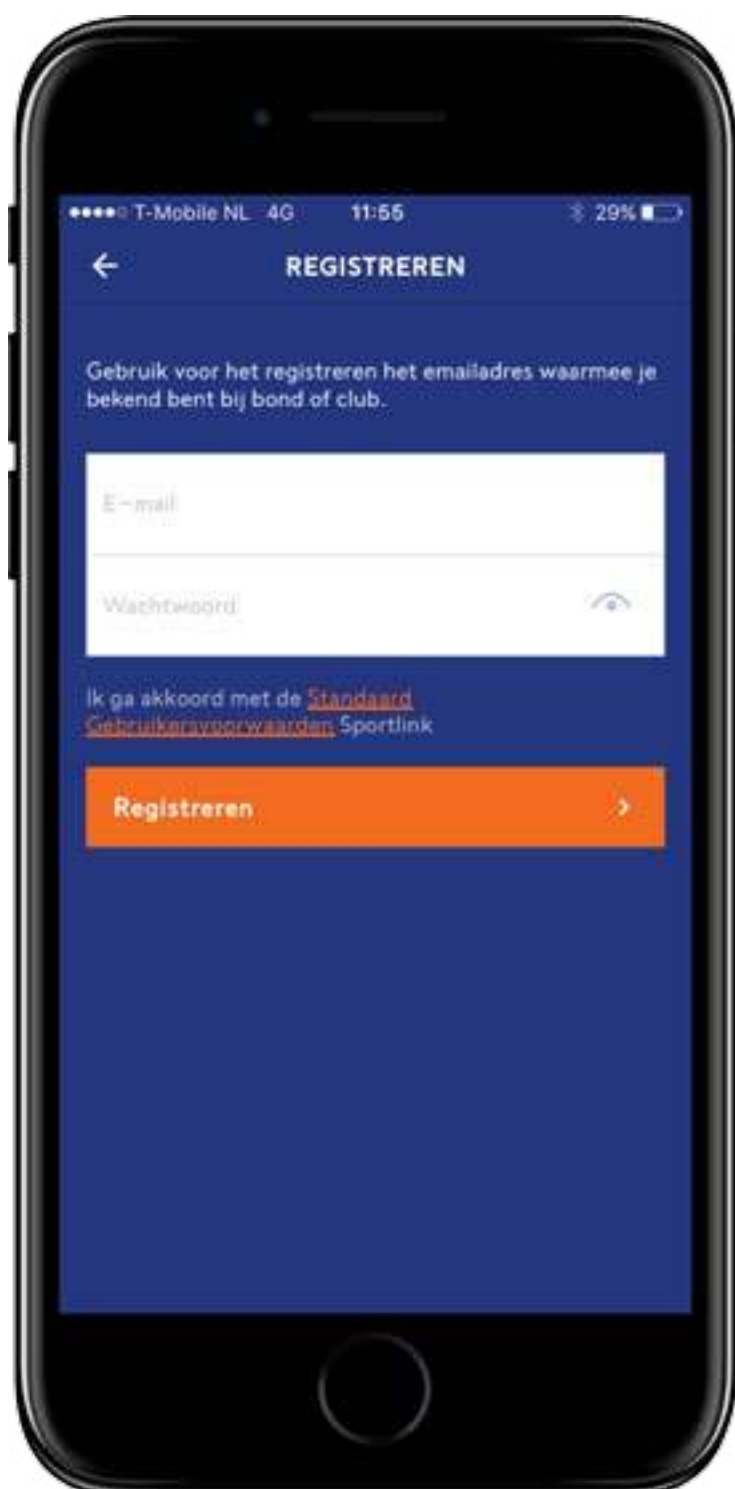 T-Mobile NL 4G 11:55 29%
REGISTREREN
Gebruik voor het registreren het emailadres waarmee je
bekend bent bij bond of club.
E-mail
Wachtwoord
Ik ga akkoord met de Standaard
Gebruikersvoorwaarden Sportlink
Registreren